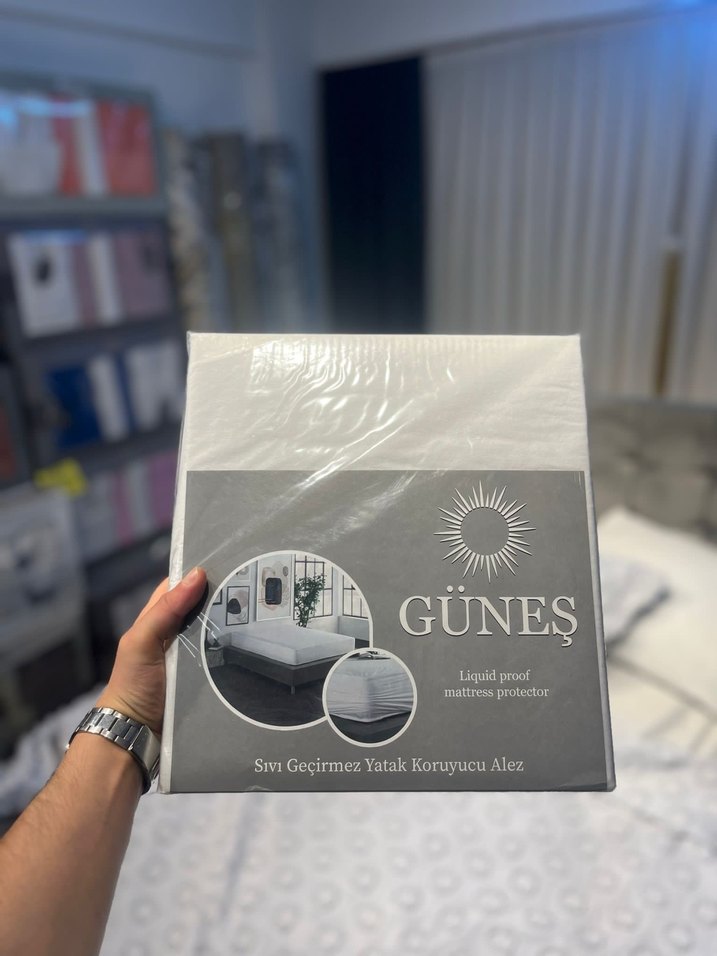 GÜNEŞ
Liquid proof
mattress protector
Sıvı Geçirmez Yatak Koruyucu Alez